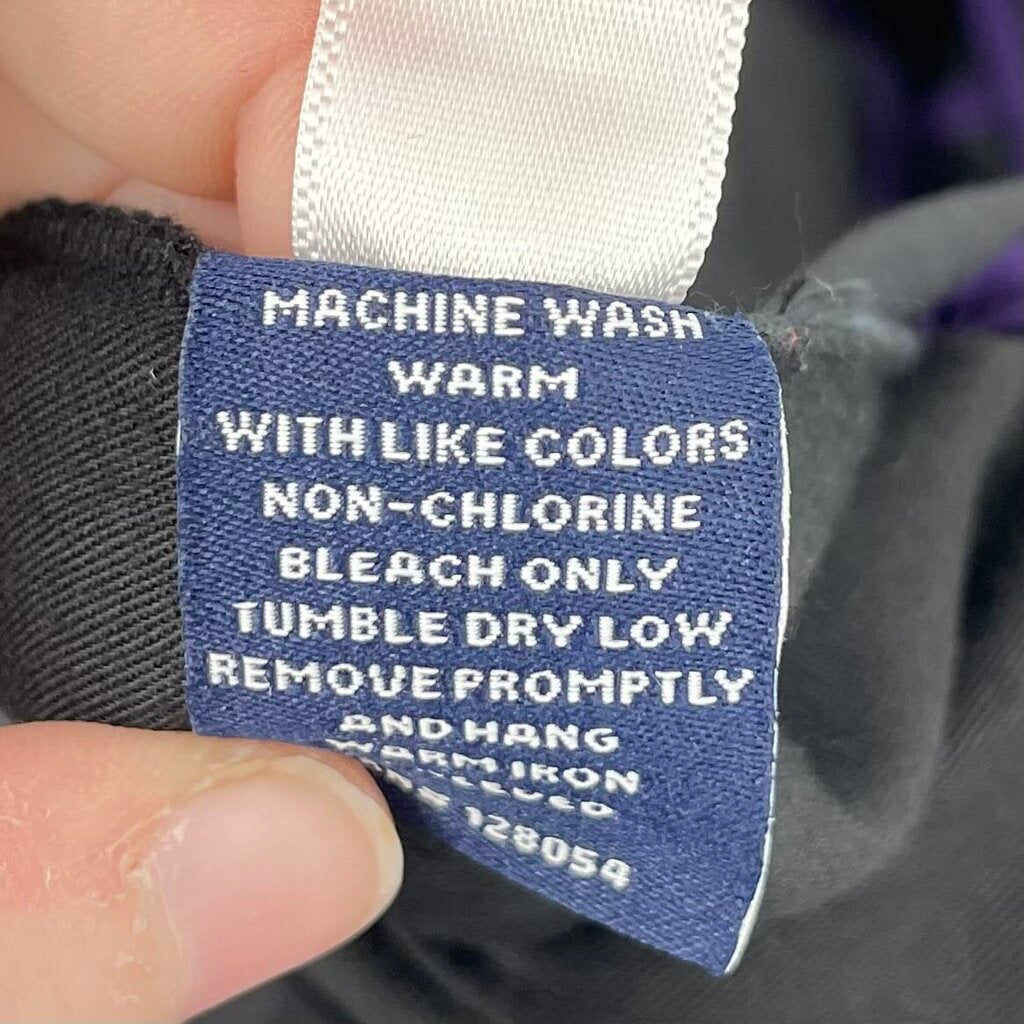 MACHINE WASH
WARM
WITH LIKE COLORS
NON-CHLORINE
BLEACH ONLY
TUMBLE DRY LOW
REMOVE PROMPTLY
AND HANG
WARM IRON
128054